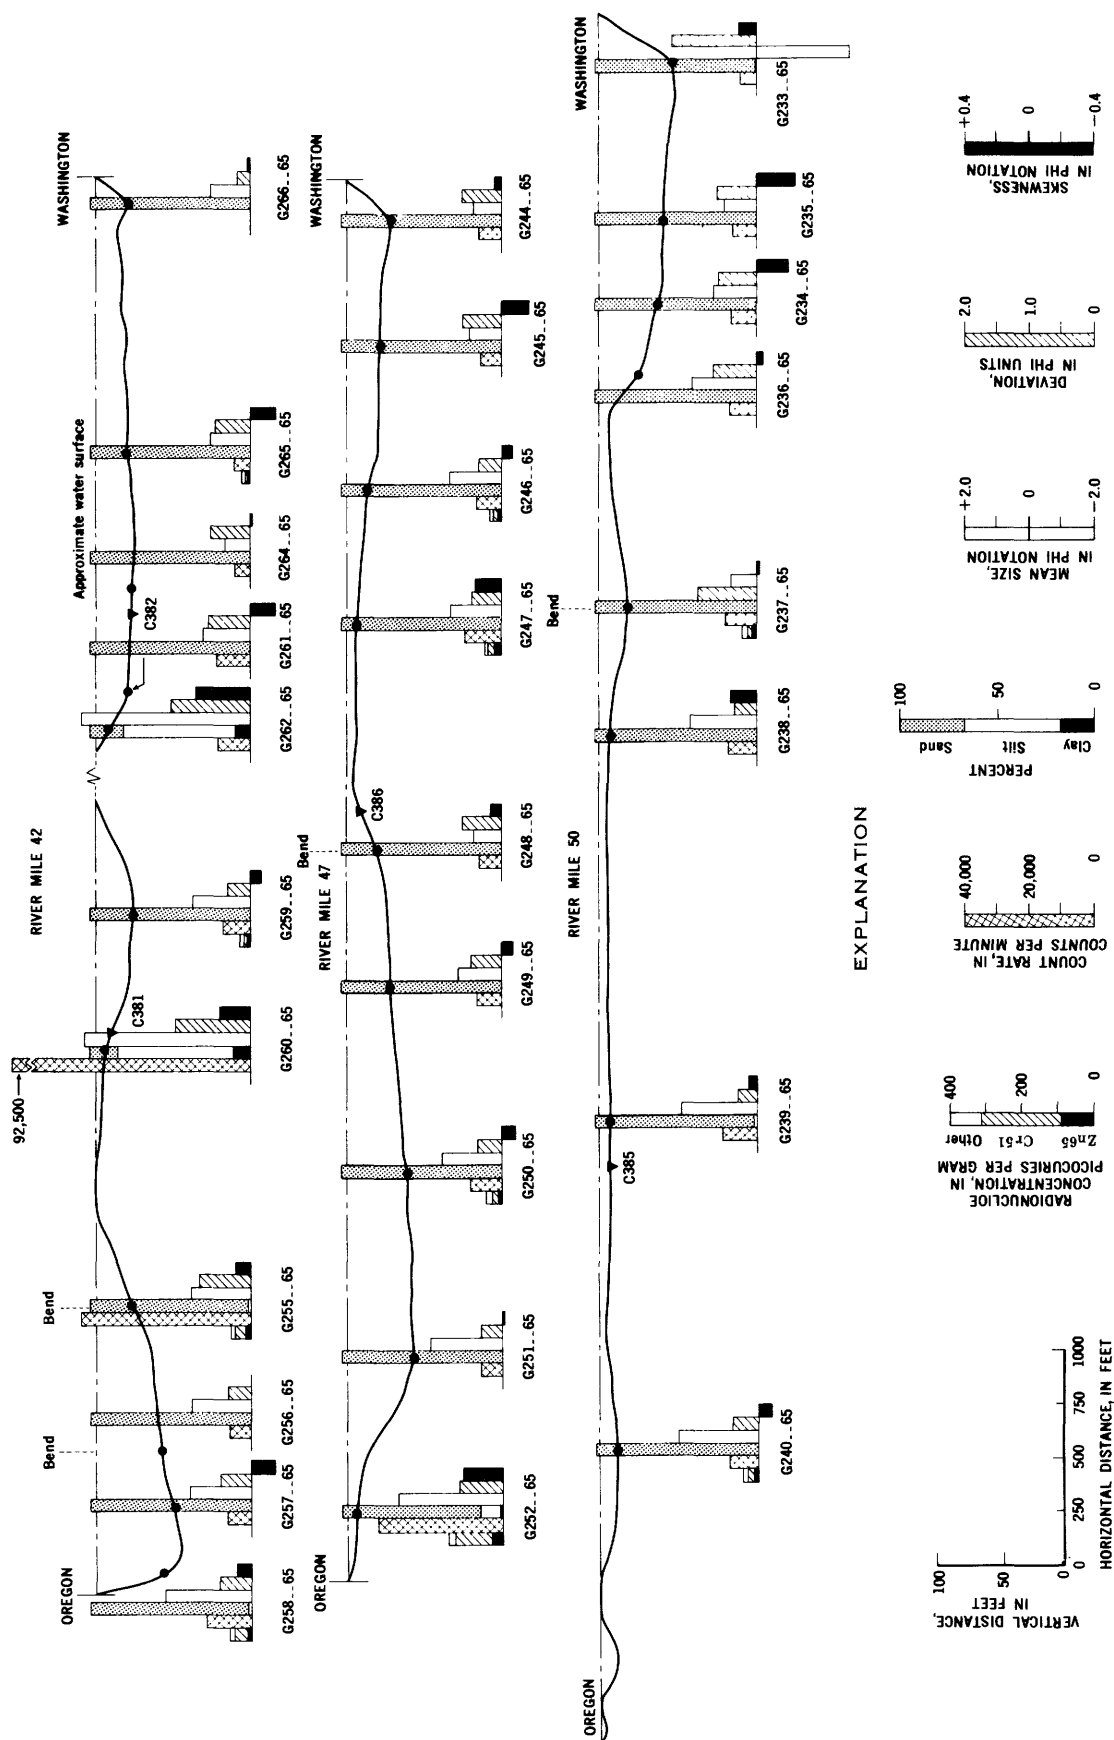 RIVER MILE 42
OREGON
Bend
Bend
92,500
C381
C382
Approximate water surface
WASHINGTON
G258--65
G257--65
G256--65
G255--65
G260--65
G259--65
G262--65
G261--65
G264--65
G265--65
G266--65
RIVER MILE 47
OREGON
Bend
C386
WASHINGTON
G252--65
G251--65
G250--65
G249--65
G248--65
G247--65
G246--65
G245--65
G244--65
RIVER MILE 50
OREGON
C385
Bend
WASHINGTON
G240--65
G239--65
G238--65
G237--65
G236--65
G234--65
G235--65
G233--65
EXPLANATION
VERTICAL DISTANCE,
IN FEET
100
50
0
0 250 500 750 1000
HORIZONTAL DISTANCE, IN FEET
RADIONUCLIOE
CONCENTRATION, IN
PICOCURIES PER GRAM
Zn65 Cr51 Other
400
200
0
COUNT RATE, IN
COUNTS PER MINUTE
40,000
20,000
0
PERCENT
Clay Silt Sand
100
50
0
MEAN SIZE,
IN PHI NOTATION
+2.0
0
-2.0
DEVIATION,
IN PHI UNITS
2.0
1.0
0
SKEWNESS,
IN PHI NOTATION
+0.4
0
-0.4